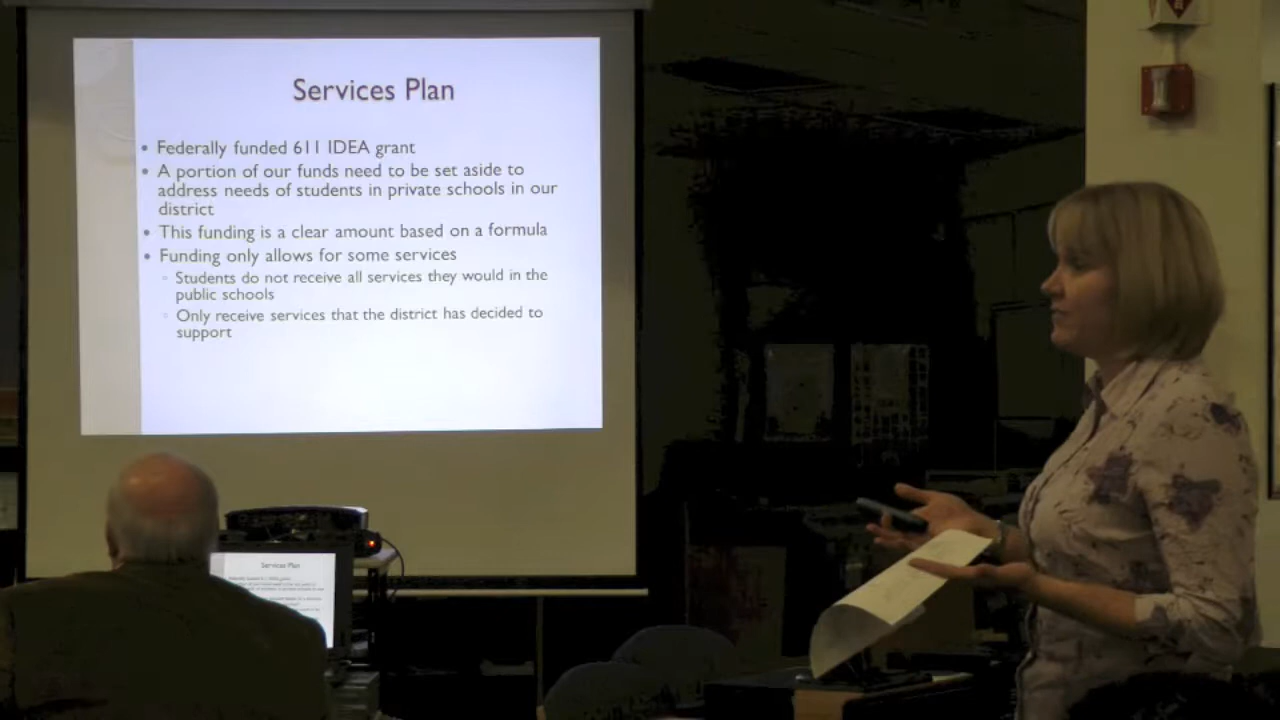 Services Plan
• Federally funded 611 IDEA grant
• A portion of our funds need to be set aside to
address needs of students in private schools in our
district
• This funding is a clear amount based on a formula
• Funding only allows for some services
▫ Students do not receive all services they would in the
public schools
▫ Only receive services that the district has decided to
support
Services Plan